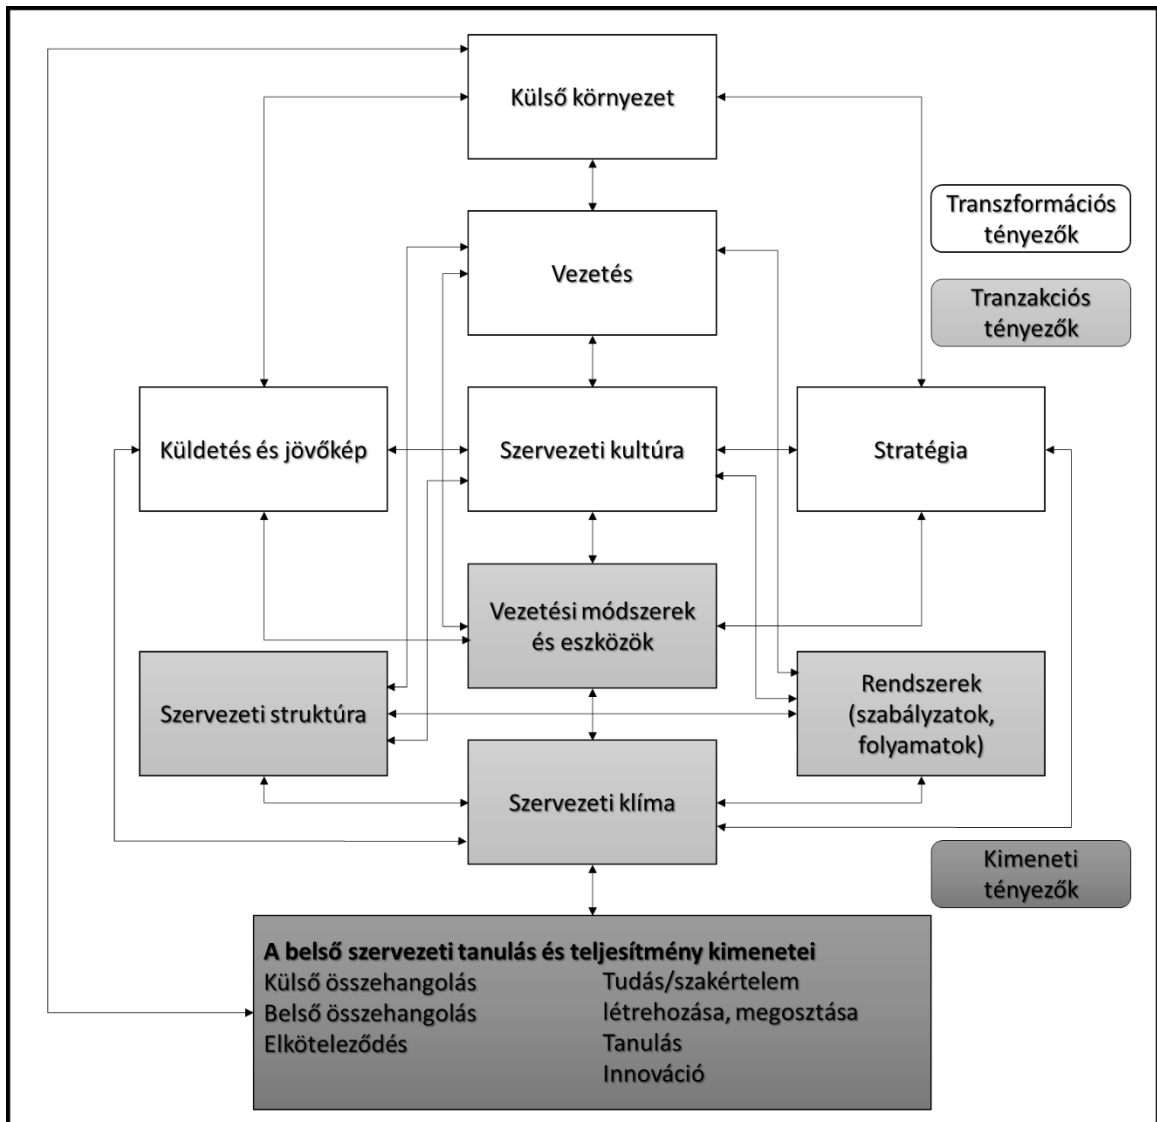 Külső környezet
Transzformációs
tényezők
Vezetés
Tranzakciós
tényezők
Küldetés és jövőkép
Szervezeti kultúra
Stratégia
Vezetési módszerek
és eszközök
Szervezeti struktúra
Rendszerek
(szabályzatok,
folyamatok)
Szervezeti klíma
Kimeneti
tényezők
A belső szervezeti tanulás és teljesítmény kimenetei
Külső összehangolás
Belső összehangolás
Elköteleződés
Tudás/szakértelem
létrehozása, megosztása
Tanulás
Innováció